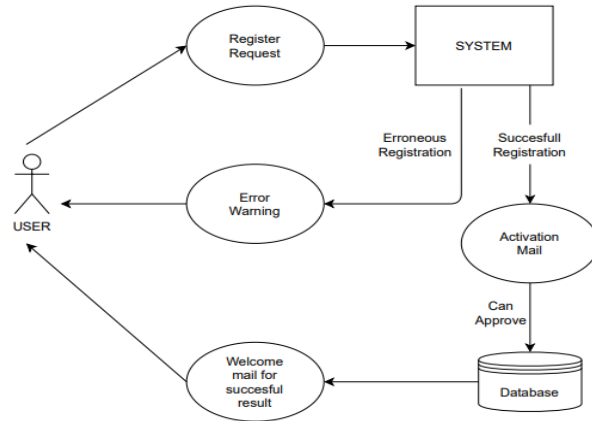 Register
Request
SYSTEM
Erroneous
Registration
Succesfull
Registration
Error
Warning
USER
Activation
Mail
Can
Approve
Welcome
mail for
succesful
result
Database